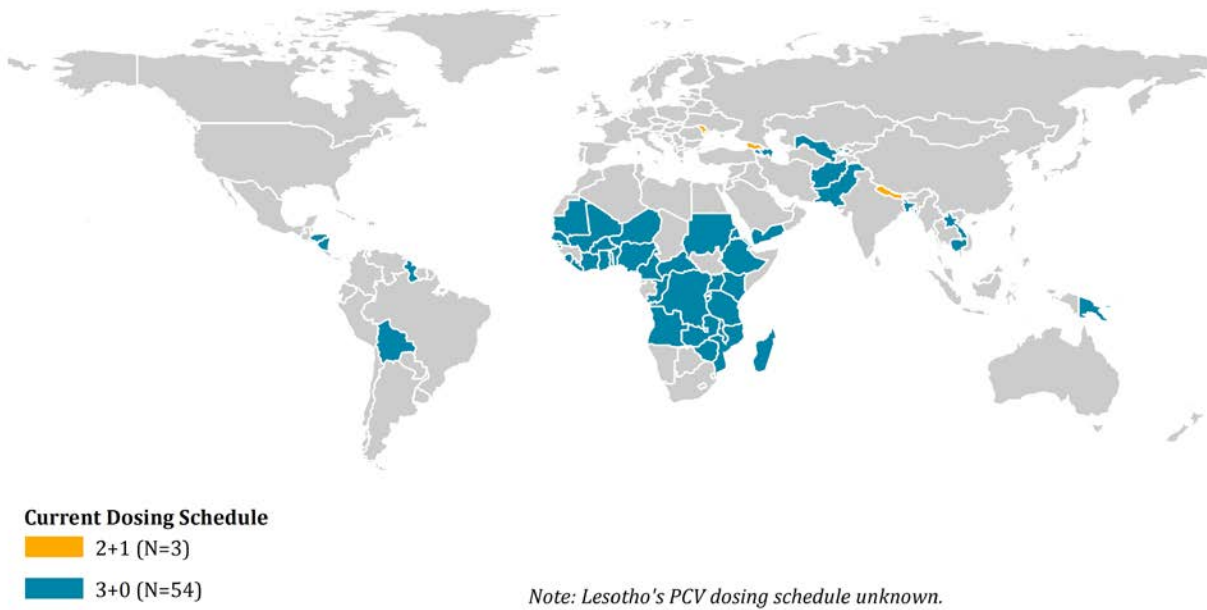 Current Dosing Schedule
2+1 (N=3)
3+0 (N=54)
Note: Lesotho's PCV dosing schedule unknown.